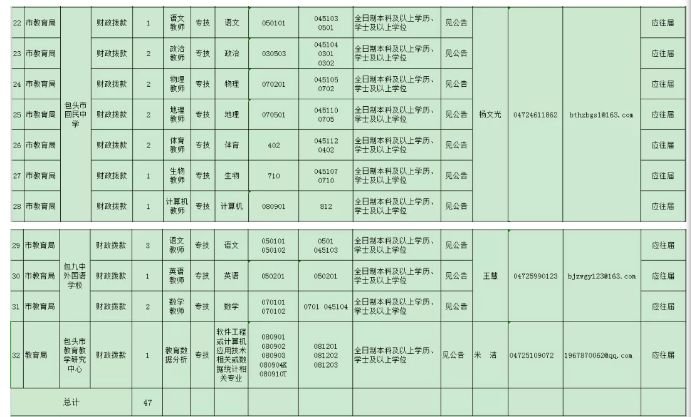 22 市教育局 包头市回民中学 财政拨款 1 语文教师 专技 语文 050101 045103 0501 全日制本科及以上学历、学士及以上学位 见公告 杨文光 04724611862 bthzbgs1@163.com 应往届
23 市教育局 财政拨款 2 政治教师 专技 政治 030503 045104 0301 0302 全日制本科及以上学历、学士及以上学位 见公告 应往届
24 市教育局 财政拨款 2 物理教师 专技 物理 070201 045105 0702 全日制本科及以上学历、学士及以上学位 见公告 应往届
25 市教育局 财政拨款 2 地理教师 专技 地理 070501 045110 0705 全日制本科及以上学历、学士及以上学位 见公告 应往届
26 市教育局 财政拨款 2 体育教师 专技 体育 402 045112 0402 全日制本科及以上学历、学士及以上学位 见公告 应往届
27 市教育局 财政拨款 1 生物教师 专技 生物 710 045107 0710 全日制本科及以上学历、学士及以上学位 见公告 应往届
28 市教育局 财政拨款 1 计算机教师 专技 计算机 080901 812 全日制本科及以上学历、学士及以上学位 见公告 应往届
29 市教育局 包九中外国语学校 财政拨款 3 语文教师 专技 语文 050101 050102 0501 045103 全日制本科及以上学历、学士及以上学位 见公告 王慧 04725990123 bjzwgy123@163.com 应往届
30 市教育局 财政拨款 1 英语教师 专技 英语 050201 050201 全日制本科及以上学历、学士及以上学位 见公告 应往届
31 市教育局 财政拨款 2 数学教师 专技 数学 070101 070102 0701 045104 全日制本科及以上学历、学士及以上学位 见公告 应往届
32 教育局 包头市教育教学研究中心 财政拨款 1 教育数据分析 专技 软件工程或计算机应用技术相关或数据统计相关专业 080901 080902 080903 080904K 080910T 081201 081202 081203 全日制本科及以上学历、学士及以上学位 见公告 朱 洁 04725109072 1967870062@qq.com 应往届
总计 47